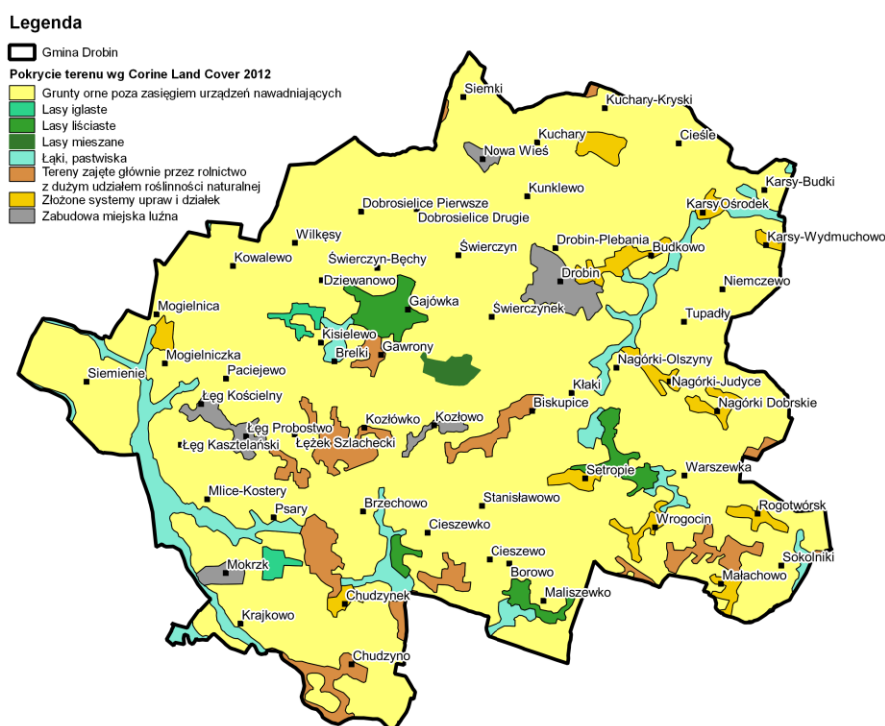 Legenda
Gmina Drobin
Pokrycie terenu wg Corine Land Cover 2012
Grunty orne poza zasięgiem urządzeń nawadniających
Lasy iglaste
Lasy liściaste
Lasy mieszane
Łąki, pastwiska
Tereny zajęte głównie przez rolnictwo
z dużym udziałem roślinności naturalnej
Złożone systemy upraw i działek
Zabudowa miejska luźna
Siemki
Kuchary-Kryski
Kuchary
Cieśle
Nowa Wieś
Karsy-Budki
Kunklewo
Dobrosielice Pierwsze
Karsy Ośrodek
Dobrosielice Drugie
Wilkęsy
Drobin-Plebania
Karsy-Wydmuchowo
Świerczyn
Budkowo
Kowalewo
Świerczyn-Bęchy
Dziewanowo
Drobin
Niemczewo
Mogielnica
Gajówka
Świerczynek
Tupadły
Kisielewo
Mogielniczka
Brelki
Gawrony
Nagórki-Olszyny
Siemienie
Paciejewo
Nagórki-Judyce
Kłaki
Łęg Kościelny
Biskupice
Nagórki Dobrskie
Łęg Probostwo
Kozłówko
Kozłowo
Łęg Kasztelański
Łężek Szlachecki
Setropie
Warszewka
Mlice-Kostery
Stanisławowo
Psary
Brzechowo
Rogotwórsk
Cieszewko
Wrogocin
Mokrzk
Cieszewo
Borowo
Sokolniki
Małachowo
Chudzynek
Maliszewko
Krajkowo
Chudzyno